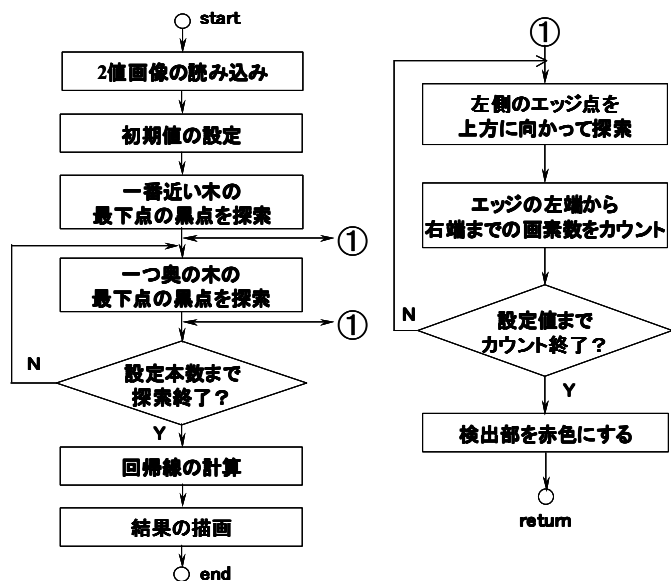 start
2値画像の読み込み
初期値の設定
一番近い木の
最下点の黒点を探索
①
一つ奥の木の
最下点の黒点を探索
①
N
設定本数まで
探索終了?
Y
回帰線の計算
結果の描画
end
①
左側のエッジ点を
上方に向かって探索
エッジの左端から
右端までの画素数をカウント
N
設定値まで
カウント終了?
Y
検出部を赤色にする
return